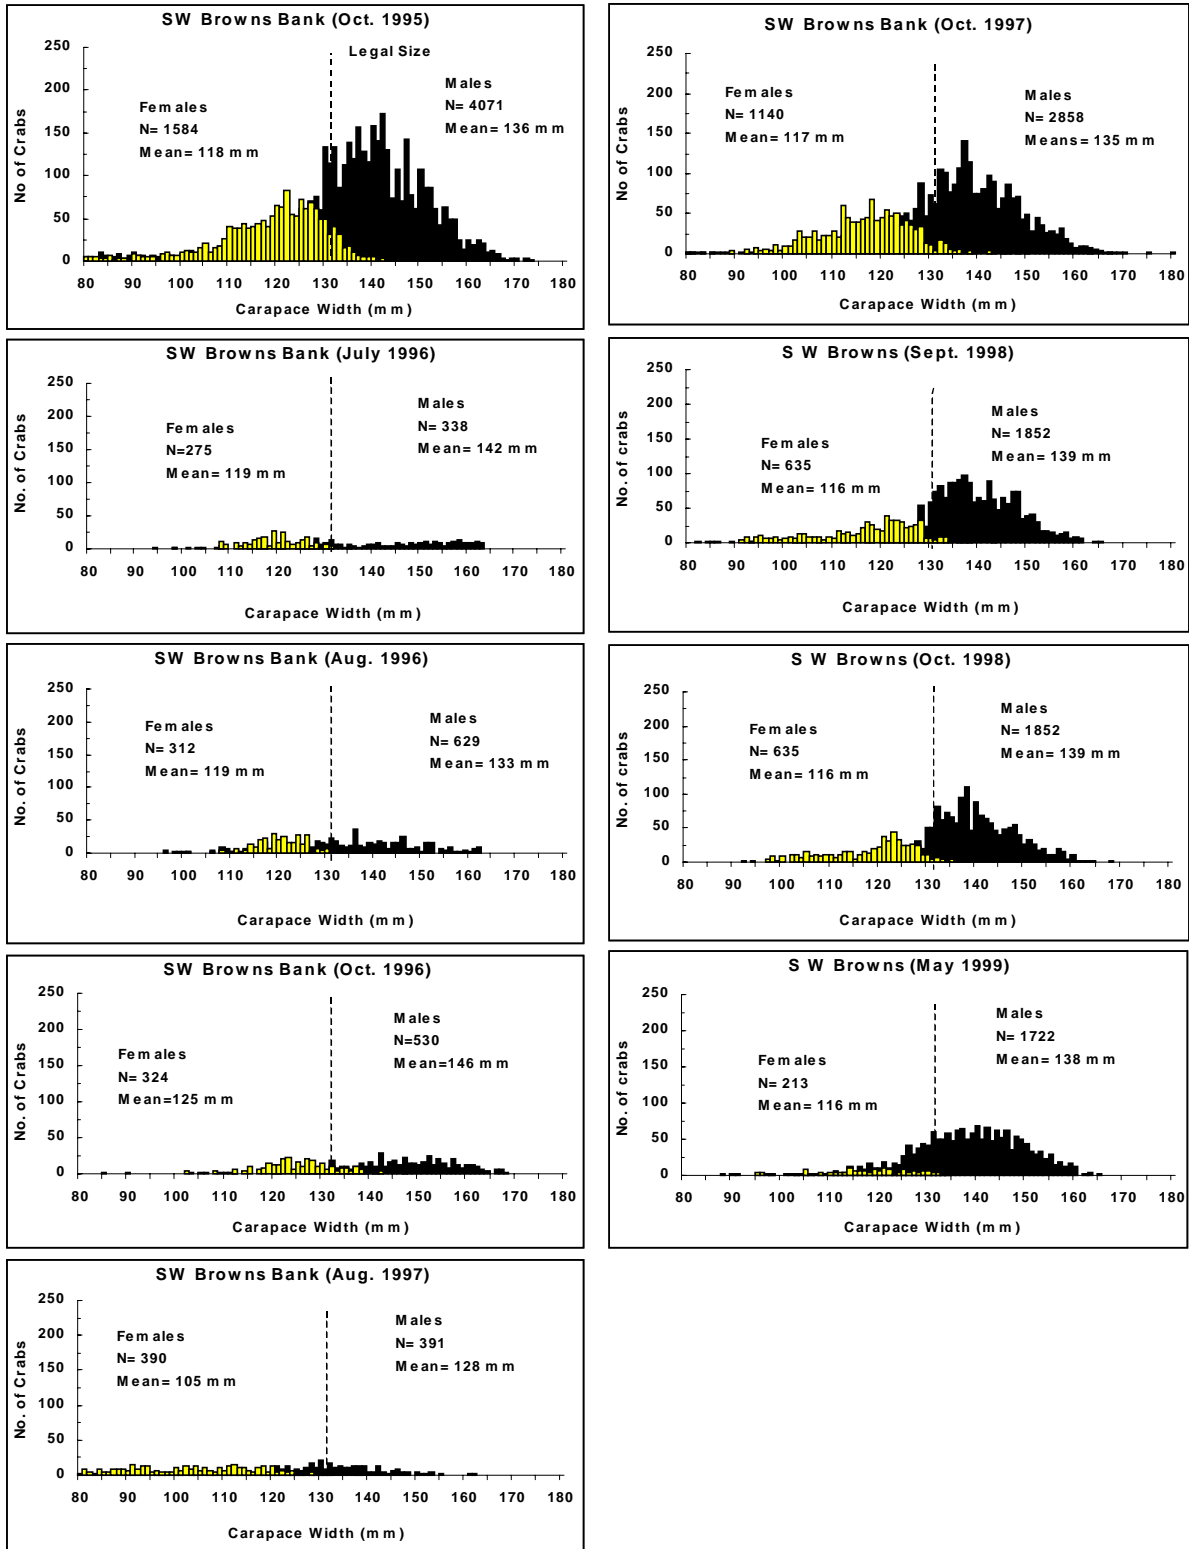 SW Browns Bank (Oct. 1995)
250
200
150
100
50
0
No of Crabs
Legal Size
Females
N= 1584
Mean= 118 mm
Males
N= 4071
Mean= 136 mm
80 90 100 110 120 130 140 150 160 170 180
Carapace Width (mm)
SW Browns Bank (July 1996)
250
200
150
100
50
0
No. of Crabs
Females
N=275
Mean= 119 mm
Males
N= 338
Mean= 142 mm
80 90 100 110 120 130 140 150 160 170 180
Carapace Width (mm)
SW Browns Bank (Aug. 1996)
250
200
150
100
50
0
No. of Crabs
Females
N= 312
Mean= 119 mm
Males
N= 629
Mean= 133 mm
80 90 100 110 120 130 140 150 160 170 180
Carapace Width (mm)
SW Browns Bank (Oct. 1996)
250
200
150
100
50
0
No. of Crabs
Females
N= 324
Mean=125 mm
Males
N=530
Mean=146 mm
80 90 100 110 120 130 140 150 160 170 180
Carapace Width (mm)
SW Browns Bank (Aug. 1997)
250
200
150
100
50
0
No. of Crabs
Females
N= 390
Mean= 105 mm
Males
N= 391
Mean= 128 mm
80 90 100 110 120 130 140 150 160 170 180
Carapace Width (mm)
SW Browns Bank (Oct. 1997)
250
200
150
100
50
0
No of Crabs
Females
N= 1140
Mean= 117 mm
Males
N= 2858
Means= 135 mm
80 90 100 110 120 130 140 150 160 170 180
Carapace Width (mm)
S W Browns (Sept. 1998)
250
200
150
100
50
0
No. of crabs
Females
N= 635
Mean= 116 mm
Males
N= 1852
Mean= 139 mm
80 90 100 110 120 130 140 150 160 170 180
Carapace Width (mm)
S W Browns (Oct. 1998)
250
200
150
100
50
0
No. of crabs
Females
N= 635
Mean= 116 mm
Males
N= 1852
Mean= 139 mm
80 90 100 110 120 130 140 150 160 170 180
Carapace Width (mm)
S W Browns (May 1999)
250
200
150
100
50
0
No. of crabs
Females
N= 213
Mean= 116 mm
Males
N= 1722
Mean= 138 mm
80 90 100 110 120 130 140 150 160 170 180
Carapace Width (mm)